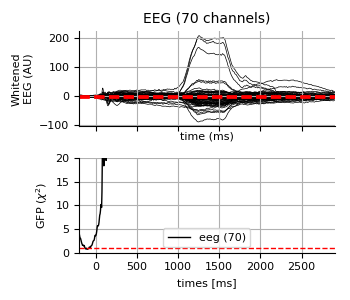 EEG (70 channels)
Whitened
EEG (AU)
200
100
0
−100
time (ms)
GFP (χ²)
20
15
10
5
0
eeg (70)
0 500 1000 1500 2000 2500
times [ms]